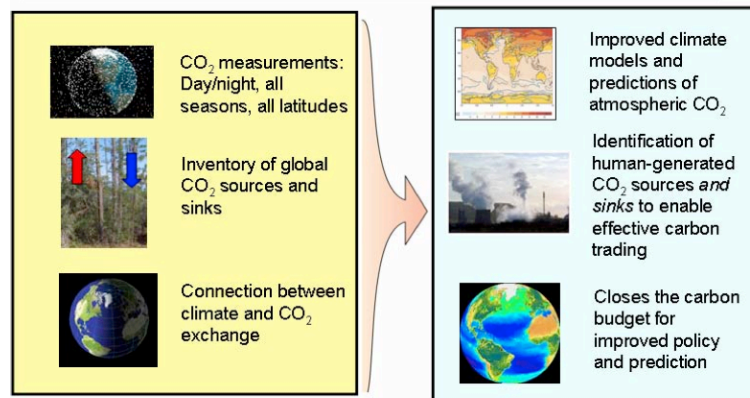 CO₂ measurements:
Day/night, all
seasons, all latitudes
Inventory of global
CO₂ sources and
sinks
Connection between
climate and CO₂
exchange
Improved climate
models and
predictions of
atmospheric CO₂
Identification of
human-generated
CO₂ sources and
sinks to enable
effective carbon
trading
Closes the carbon
budget for
improved policy
and prediction